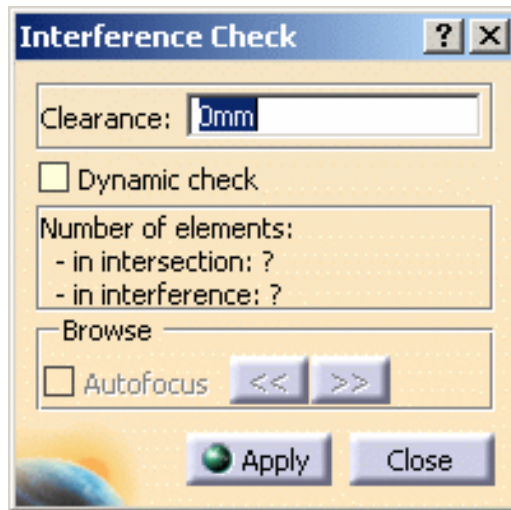 Interference Check ? X
Clearance: 0mm
Dynamic check
Number of elements:
- in intersection: ?
- in interference: ?
Browse
Autofocus << >>
Apply Close